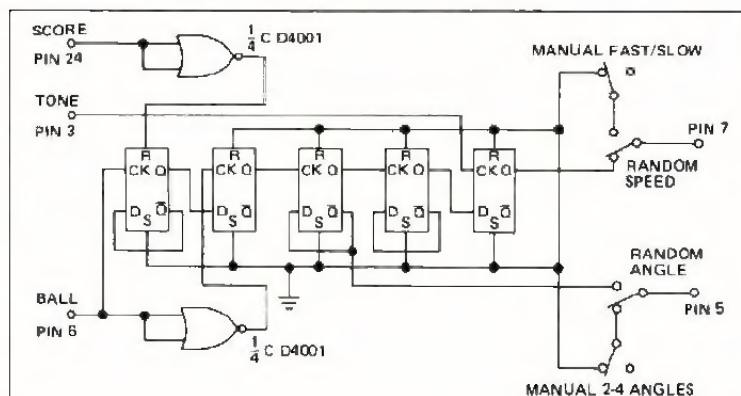 SCORE
PIN 24
1/4 C D4001
MANUAL FAST/SLOW
TONE
PIN 3
PIN 7
RANDOM
SPEED
R R R R R
CK Q CK Q CK Q CK Q CK Q
D S Q̅ D S Q̅ D S Q̅ D S Q̅ D S Q̅
RANDOM
ANGLE
BALL
PIN 6
PIN 5
1/4 C D4001
MANUAL 2-4 ANGLES